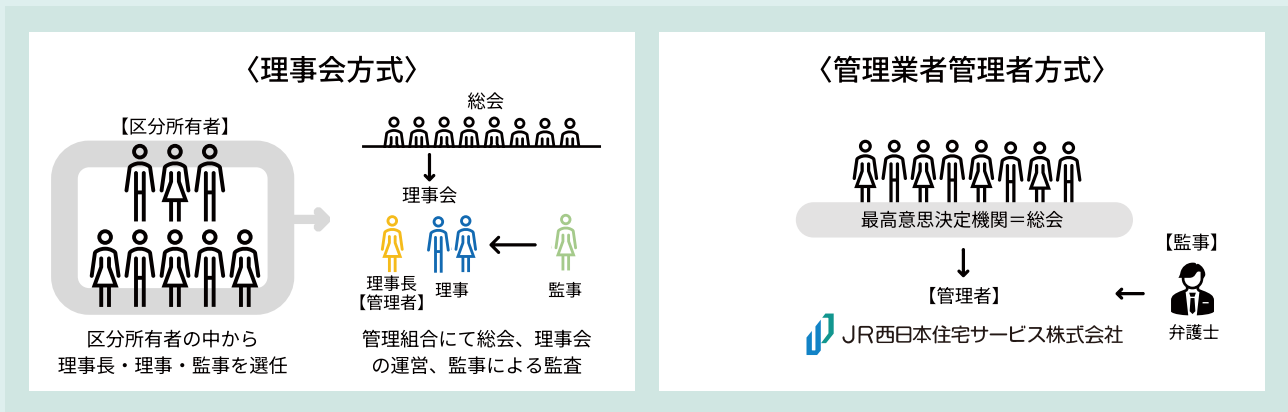 〈理事会方式〉
【区分所有者】
区分所有者の中から
理事長・理事・監事を選任
総会
理事会
理事長
【管理者】
理事
監事
管理組合にて総会、理事会
の運営、監事による監査
〈管理業者管理者方式〉
最高意思決定機関＝総会
【管理者】
JR西日本住宅サービス株式会社
【監事】
弁護士